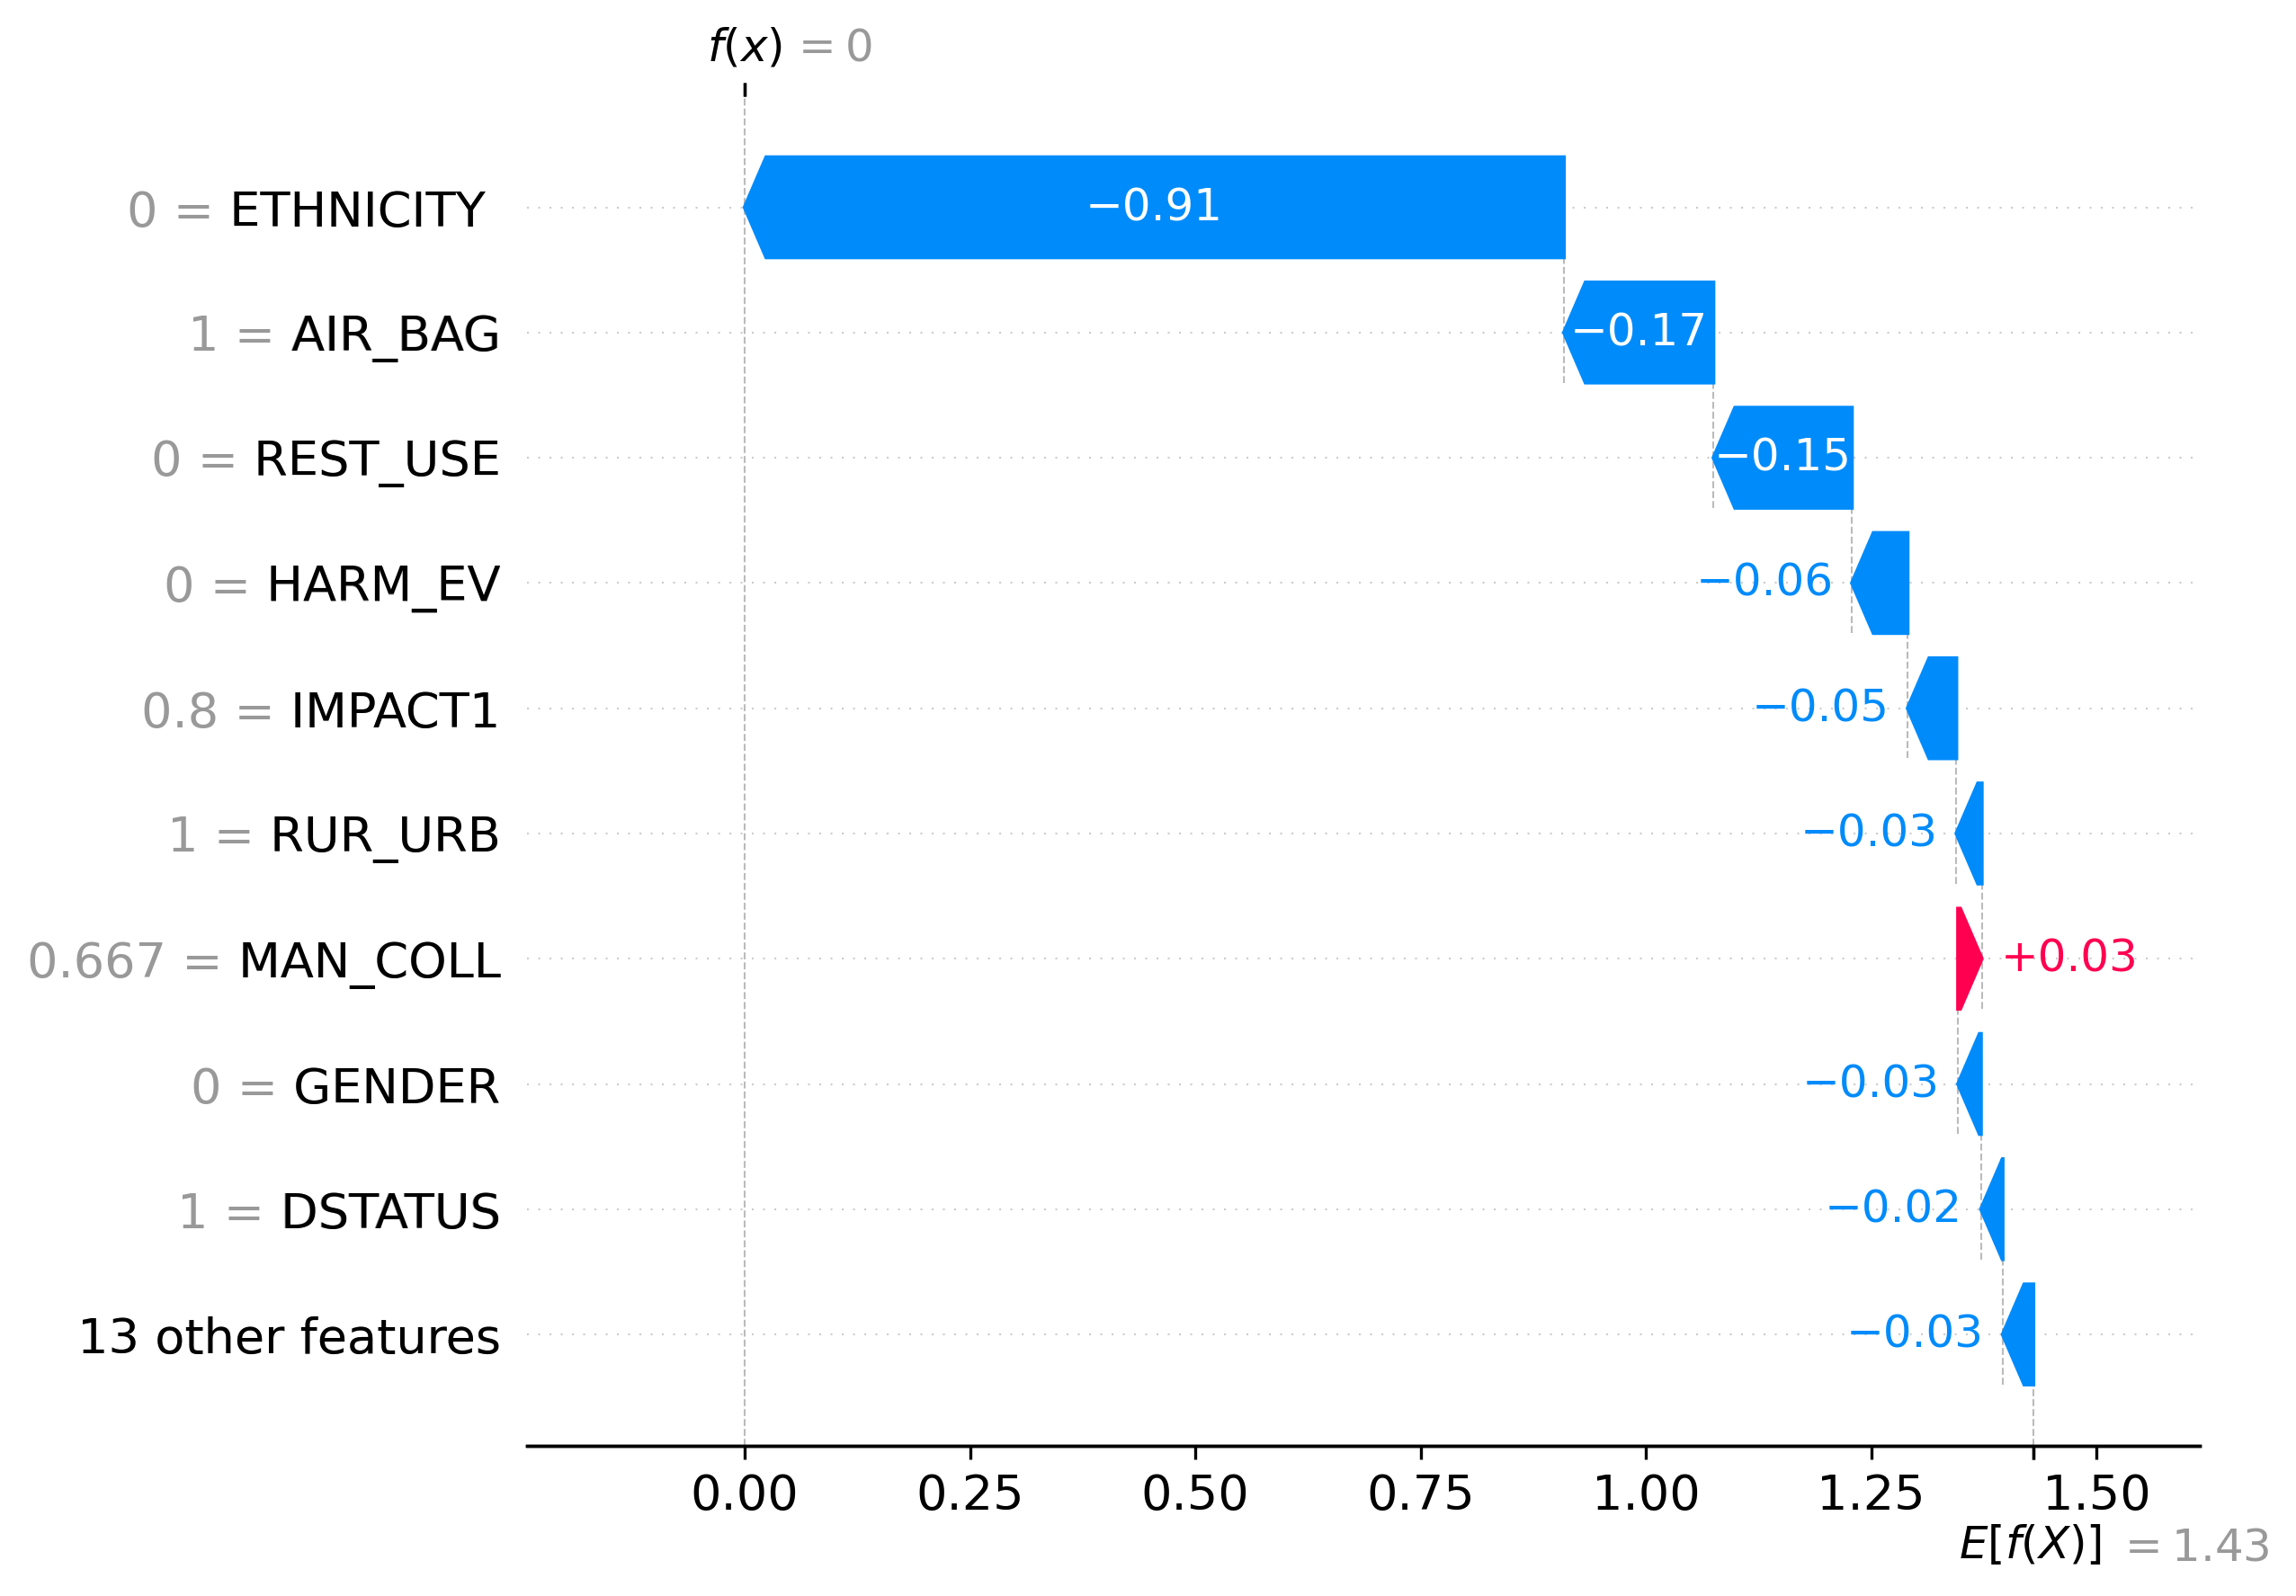 f(x) = 0
0 = ETHNICITY −0.91
1 = AIR_BAG −0.17
0 = REST_USE −0.15
0 = HARM_EV −0.06
0.8 = IMPACT1 −0.05
1 = RUR_URB −0.03
0.667 = MAN_COLL +0.03
0 = GENDER −0.03
1 = DSTATUS −0.02
13 other features −0.03
0.00 0.25 0.50 0.75 1.00 1.25 1.50
E[f(X)] = 1.43